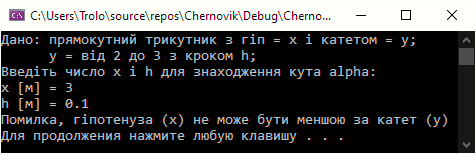 C:\Users\Trolo\source\repos\Chernovik\Debug\Cherno...
Дано: прямокутний трикутник з гіп = x і катетом = y;
y = від 2 до 3 з кроком h;
Введіть число x і h для знаходження кута alpha:
x [м] = 3
h [м] = 0.1
Помилка, гіпотенуза (x) не може бути меншою за катет (y)
Для продолжения нажмите любую клавишу . . .